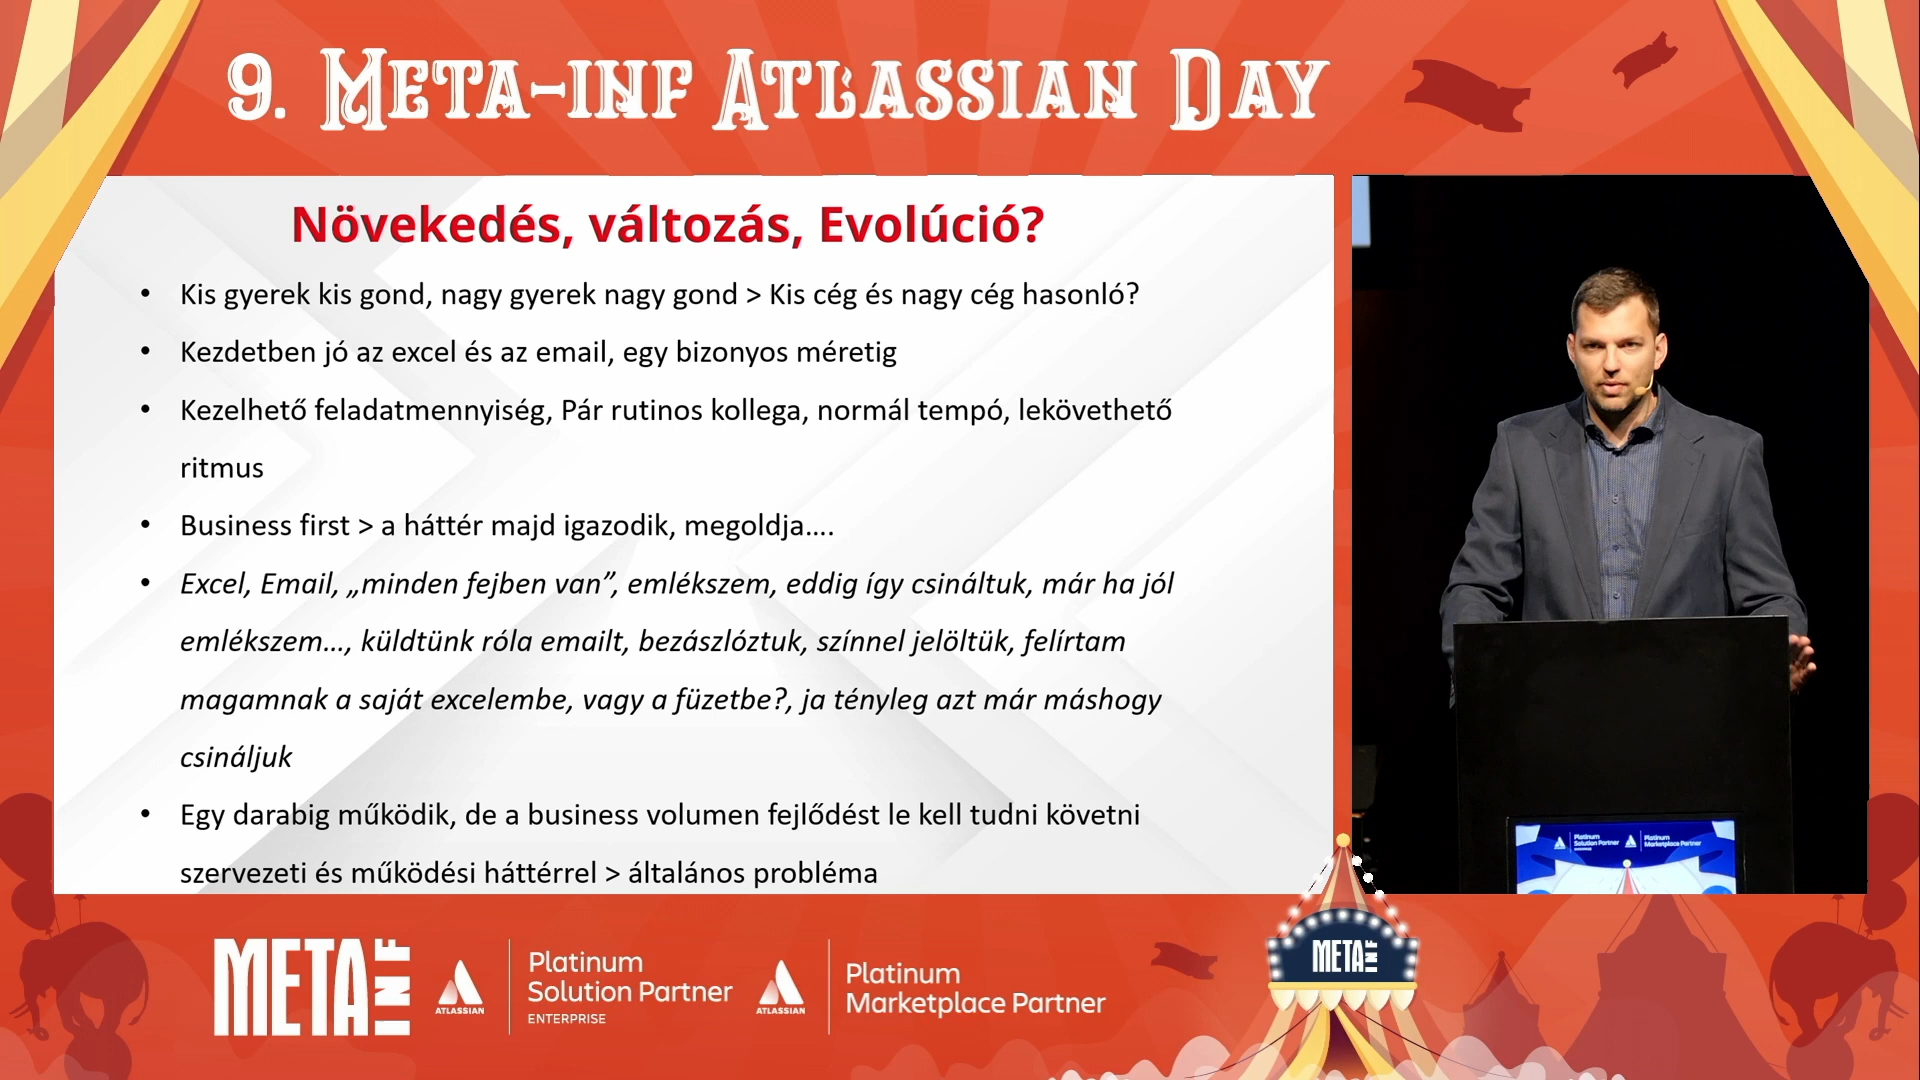 9. META-INF ATLASSIAN DAY
Növekedés, változás, Evolúció?
• Kis gyerek kis gond, nagy gyerek nagy gond > Kis cég és nagy cég hasonló?
• Kezdetben jó az excel és az email, egy bizonyos méretig
• Kezelhető feladatmennyiség, Pár rutinos kollega, normál tempó, lekövethető
ritmus
• Business first > a háttér majd igazodik, megoldja....
• Excel, Email, „minden fejben van”, emlékszem, eddig így csináltuk, már ha jól
emlékszem…, küldtünk róla emailt, bezászlóztuk, színnel jelöltük, felírtam
magamnak a saját excelembe, vagy a füzetbe?, ja tényleg azt már máshogy
csináljuk
• Egy darabig működik, de a business volumen fejlődést le kell tudni követni
szervezeti és működési háttérrel > általános probléma
Platinum
Solution Partner
ENTERPRISE
Platinum
Marketplace Partner
META INF
META INF
ATLASSIAN
Platinum
Solution Partner
ENTERPRISE
ATLASSIAN
Platinum
Marketplace Partner